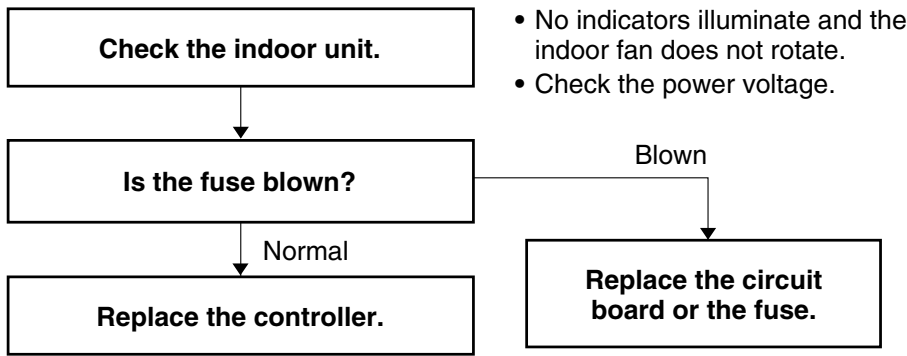 Check the indoor unit.
• No indicators illuminate and the
indoor fan does not rotate.
• Check the power voltage.
Is the fuse blown?
Blown
Normal
Replace the controller.
Replace the circuit
board or the fuse.